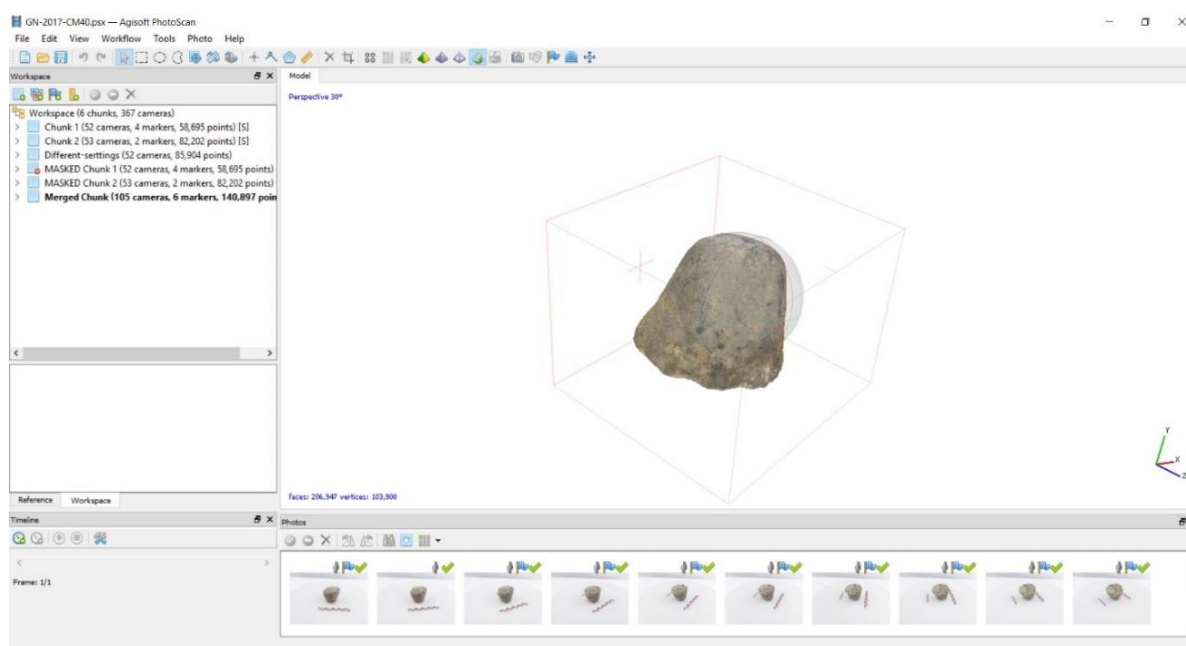 GN-2017-CM40.psx — Agisoft PhotoScan
File Edit View Workflow Tools Photo Help
Workspace
Model
Perspective 30°
Workspace (6 chunks, 367 cameras)
Chunk 1 (52 cameras, 4 markers, 58,695 points) [S]
Chunk 2 (53 cameras, 2 markers, 82,202 points) [S]
Different-serttings (52 cameras, 85,904 points)
MASKED Chunk 1 (52 cameras, 4 markers, 58,695 points)
MASKED Chunk 2 (53 cameras, 2 markers, 82,202 points)
Merged Chunk (105 cameras, 6 markers, 140,897 poin
Y
X
Z
faces: 206,947 vertices: 103,908
Reference Workspace
Timeline
Photos
Frame: 1/1